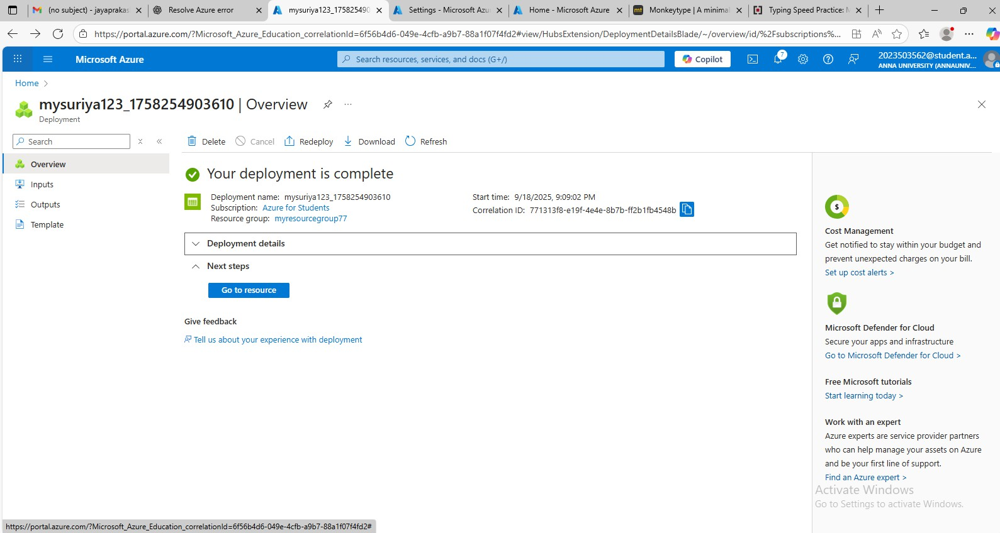 (no subject) - jayaprakas
Resolve Azure error
mysuriya123_175825490
Settings - Microsoft Azu
Home - Microsoft Azure
mt Monkeytype | A minima
Typing Speed Practice: M
https://portal.azure.com/?Microsoft_Azure_Education_correlationId=6f56b4d6-049e-4cfb-a9b7-88a1f07f4fd2#view/HubsExtension/DeploymentDetailsBlade/~/overview/id/%2Fsubscriptions%...
Microsoft Azure
Search resources, services, and docs (G+/)
Copilot
7
2023503562@student.a...
ANNA UNIVERSITY (ANNAUNIV....
Home >
mysuriya123_1758254903610 | Overview
Deployment
Search
Delete
Cancel
Redeploy
Download
Refresh
Overview
Inputs
Outputs
Template
Your deployment is complete
Deployment name: mysuriya123_1758254903610
Subscription: Azure for Students
Resource group: myresourcegroup77
Start time: 9/18/2025, 9:09:02 PM
Correlation ID: 771313f8-e19f-4e4e-8b7b-ff2b1fb4548b
Deployment details
Next steps
Go to resource
Give feedback
Tell us about your experience with deployment
$
Cost Management
Get notified to stay within your budget and
prevent unexpected charges on your bill.
Set up cost alerts >
Microsoft Defender for Cloud
Secure your apps and infrastructure
Go to Microsoft Defender for Cloud >
Free Microsoft tutorials
Start learning today >
Work with an expert
Azure experts are service provider partners
who can help manage your assets on Azure
and be your first line of support.
Find an Azure expert >
Activate Windows
Go to Settings to activate Windows.
https://portal.azure.com/?Microsoft_Azure_Education_correlationId=6f56b4d6-049e-4cfb-a9b7-88a1f07f4fd2#